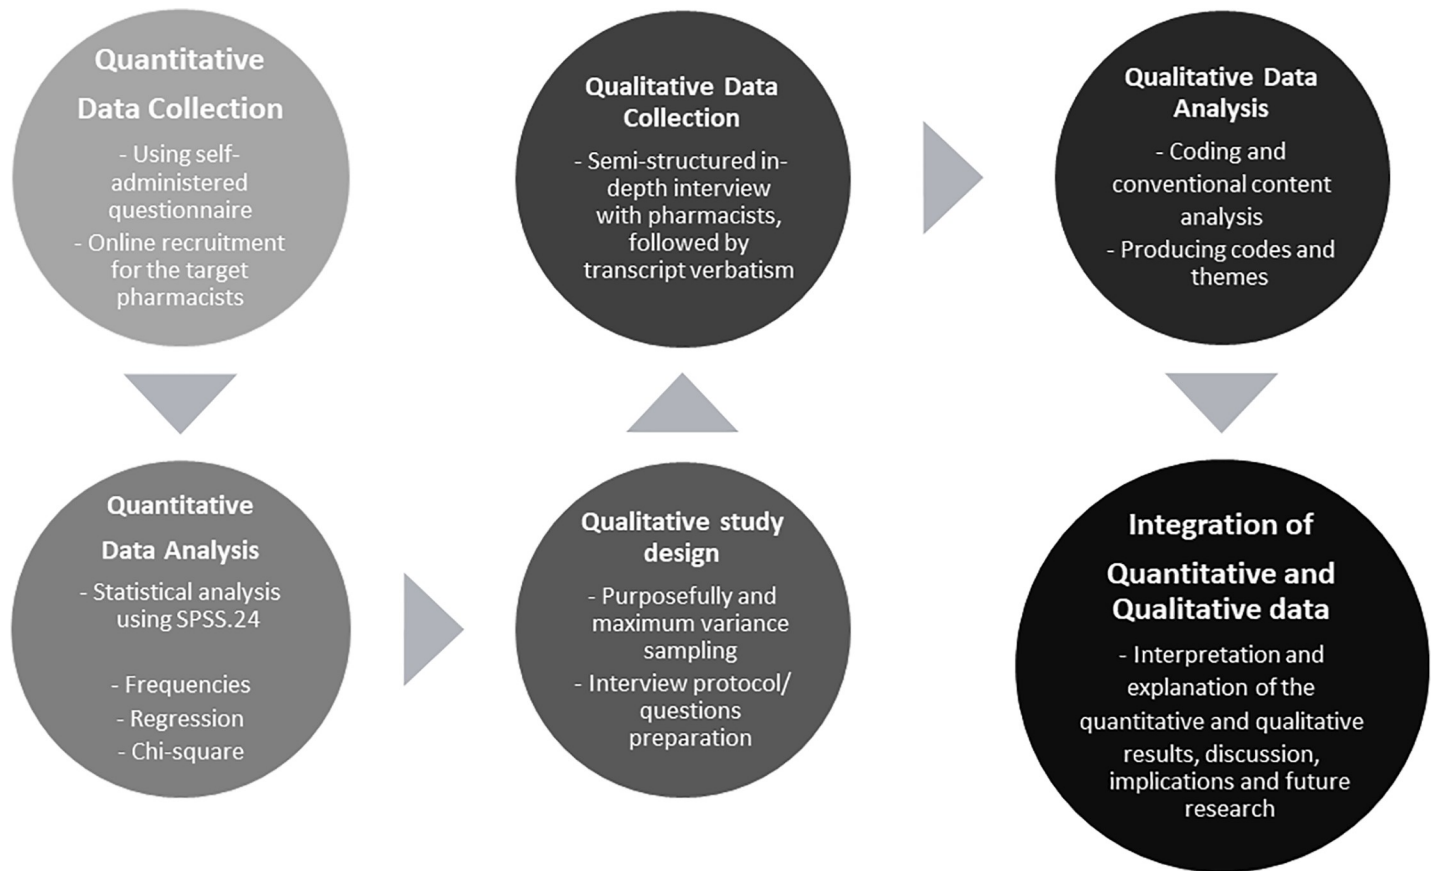 Quantitative
Data Collection
- Using self-
administered
questionnaire
- Online recruitment
for the target
pharmacists
Quantitative
Data Analysis
- Statistical analysis
using SPSS.24
- Frequencies
- Regression
- Chi-square
Qualitative study
design
- Purposefully and
maximum variance
sampling
- Interview protocol/
questions
preparation
Qualitative Data
Collection
- Semi-structured in-
depth interview
with pharmacists,
followed by
transcript verbatism
Qualitative Data
Analysis
- Coding and
conventional content
analysis
- Producing codes and
themes
Integration of
Quantitative and
Qualitative data
- Interpretation and
explanation of the
quantitative and qualitative
results, discussion,
implications and future
research